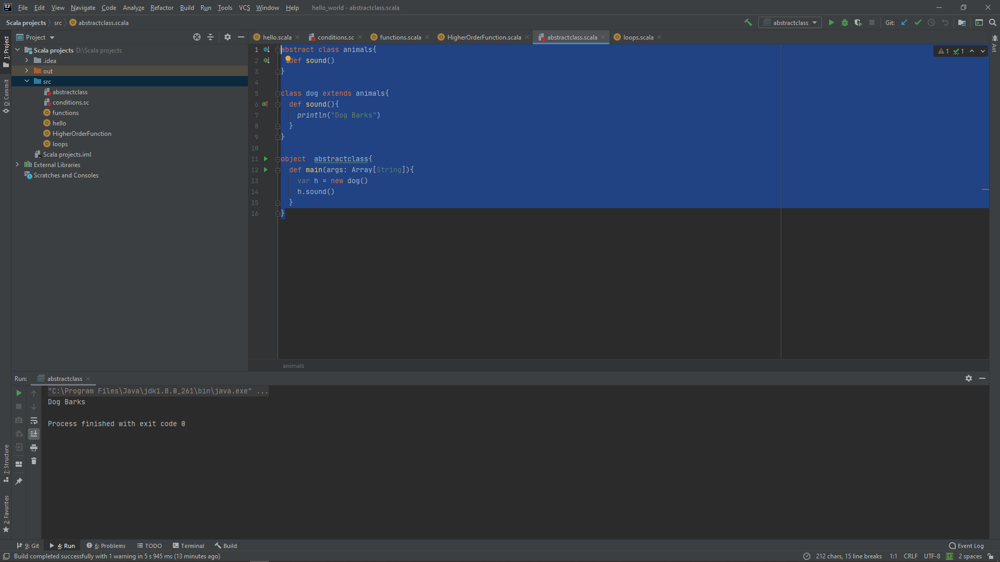 File Edit View Navigate Code Analyze Refactor Build Run Tools VCS Window Help hello_world - abstractclass.scala
Scala projects src abstractclass.scala
abstractclass Git:
Project
hello.scala conditions.sc functions.scala HigherOrderFunction.scala abstractclass.scala loops.scala
1: Project
0: Commit
7: Structure
2: Favorites
Ant
Scala projects D:\Scala projects
.idea
out
src
abstractclass
conditions.sc
functions
hello
HigherOrderFunction
loops
Scala projects.iml
External Libraries
Scratches and Consoles
1 abstract class animals{
2 def sound()
3 }
4
5 class dog extends animals{
6 def sound(){
7 println("Dog Barks")
8 }
9 }
10
11 object  abstractclass{
12 def main(args: Array[String]){
13 var h = new dog()
14 h.sound()
15 }
16 }
1 1
animals
Run: abstractclass
"C:\Program Files\Java\jdk1.8.0_261\bin\java.exe" ...
Dog Barks
Process finished with exit code 0
9: Git 4: Run 6: Problems TODO Terminal Build Event Log
Build completed successfully with 1 warning in 5 s 945 ms (13 minutes ago) 212 chars, 15 line breaks 1:1 CRLF UTF-8 [T] 2 spaces